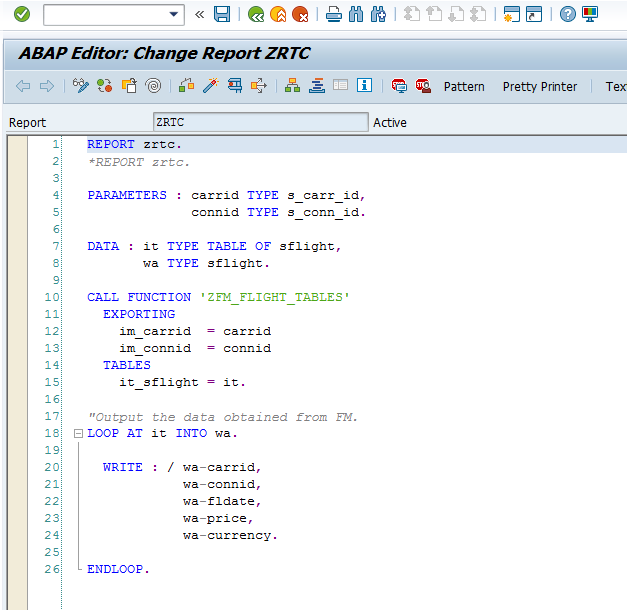 «
ABAP Editor: Change Report ZRTC
Pattern Pretty Printer Tex
Report ZRTC Active
1 REPORT zrtc.
2 *REPORT zrtc.
3
4 PARAMETERS : carrid TYPE s_carr_id,
5 connid TYPE s_conn_id.
6
7 DATA : it TYPE TABLE OF sflight,
8 wa TYPE sflight.
9
10 CALL FUNCTION 'ZFM_FLIGHT_TABLES'
11 EXPORTING
12 im_carrid = carrid
13 im_connid = connid
14 TABLES
15 it_sflight = it.
16
17 "Output the data obtained from FM.
18 LOOP AT it INTO wa.
19
20 WRITE : / wa-carrid,
21 wa-connid,
22 wa-fldate,
23 wa-price,
24 wa-currency.
25
26 ENDLOOP.